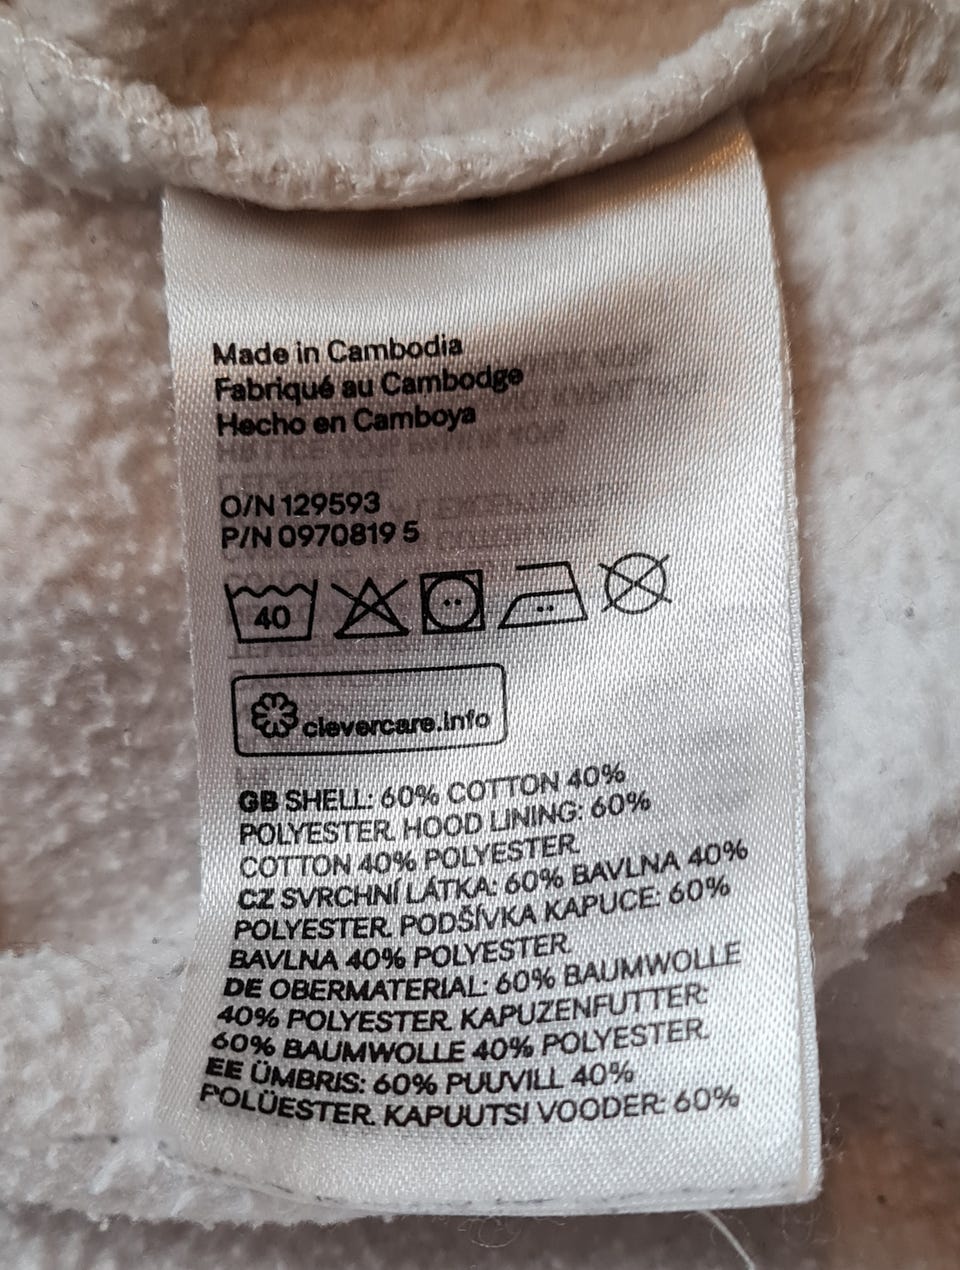 Made in Cambodia
Fabriqué au Cambodge
Hecho en Camboya
O/N 129593
P/N 0970819 5
40
clevercare.info
GB SHELL: 60% COTTON 40%
POLYESTER. HOOD LINING: 60%
COTTON 40% POLYESTER.
CZ SVRCHNÍ LÁTKA: 60% BAVLNA 40%
POLYESTER. PODŠÍVKA KAPUCE: 60%
BAVLNA 40% POLYESTER.
DE OBERMATERIAL: 60% BAUMWOLLE
40% POLYESTER. KAPUZENFUTTER:
60% BAUMWOLLE 40% POLYESTER.
EE ÜMBRIS: 60% PUUVILL 40%
POLÜESTER. KAPUUTSI VOODER: 60%